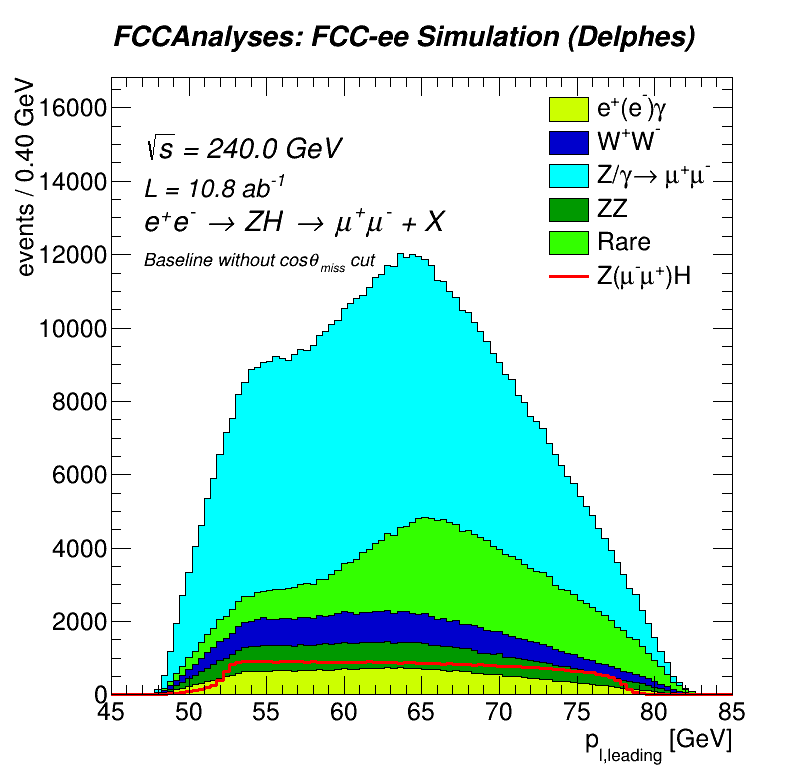 FCCAnalyses: FCC-ee Simulation (Delphes)
events / 0.40 GeV
16000
14000
12000
10000
8000
6000
4000
2000
0
√s = 240.0 GeV
L = 10.8 ab⁻¹
e⁺e⁻ → ZH → μ⁺μ⁻ + X
Baseline without cosθ_miss cut
e⁺(e⁻)γ
W⁺W⁻
Z/γ→ μ⁺μ⁻
ZZ
Rare
Z(μ⁻μ⁺)H
45 50 55 60 65 70 75 80 85
p_l,leading [GeV]